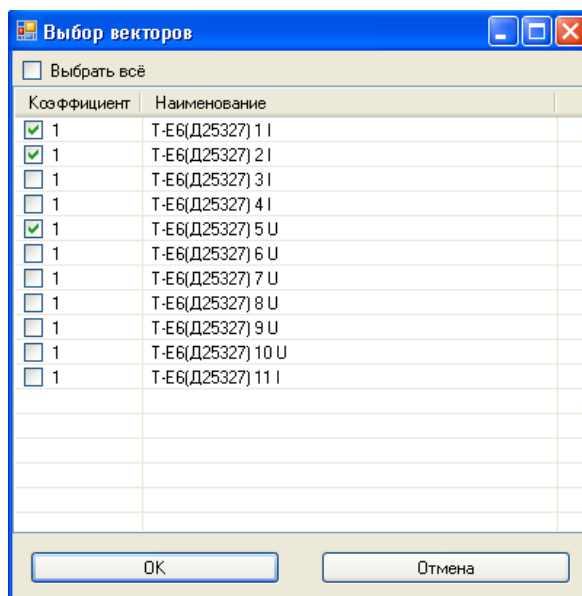 Выбор векторов
Выбрать всё
Коэффициент Наименование
1 Т-Е6(Д25327) 1 I
1 Т-Е6(Д25327) 2 I
1 Т-Е6(Д25327) 3 I
1 Т-Е6(Д25327) 4 I
1 Т-Е6(Д25327) 5 U
1 Т-Е6(Д25327) 6 U
1 Т-Е6(Д25327) 7 U
1 Т-Е6(Д25327) 8 U
1 Т-Е6(Д25327) 9 U
1 Т-Е6(Д25327) 10 U
1 Т-Е6(Д25327) 11 I
OK Отмена